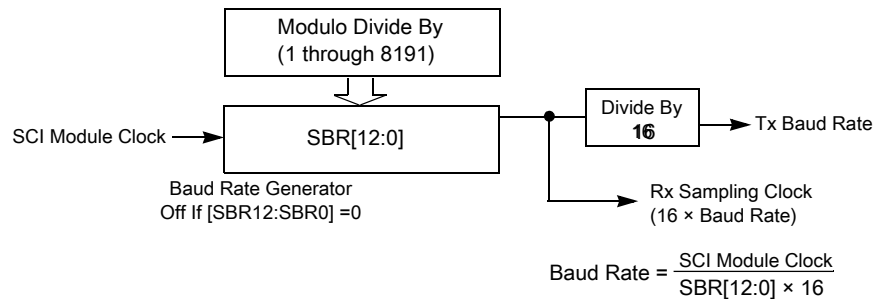 Modulo Divide By
(1 through 8191)
SCI Module Clock
SBR[12:0]
Divide By
16
Tx Baud Rate
Baud Rate Generator
Off If [SBR12:SBR0] =0
Rx Sampling Clock
(16 × Baud Rate)
Baud Rate = SCI Module Clock
SBR[12:0] × 16